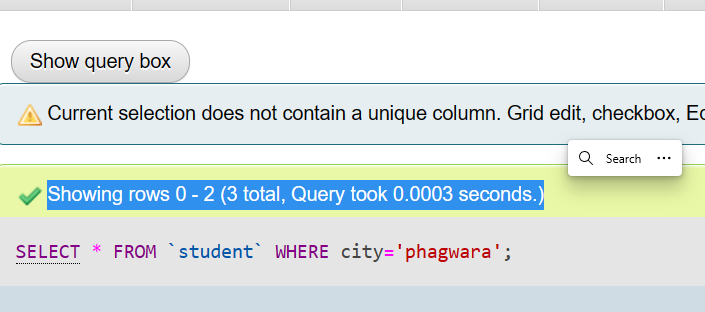 Show query box
Current selection does not contain a unique column. Grid edit, checkbox,
Search
Showing rows 0 - 2 (3 total, Query took 0.0003 seconds.)
SELECT * FROM `student` WHERE city='phagwara';